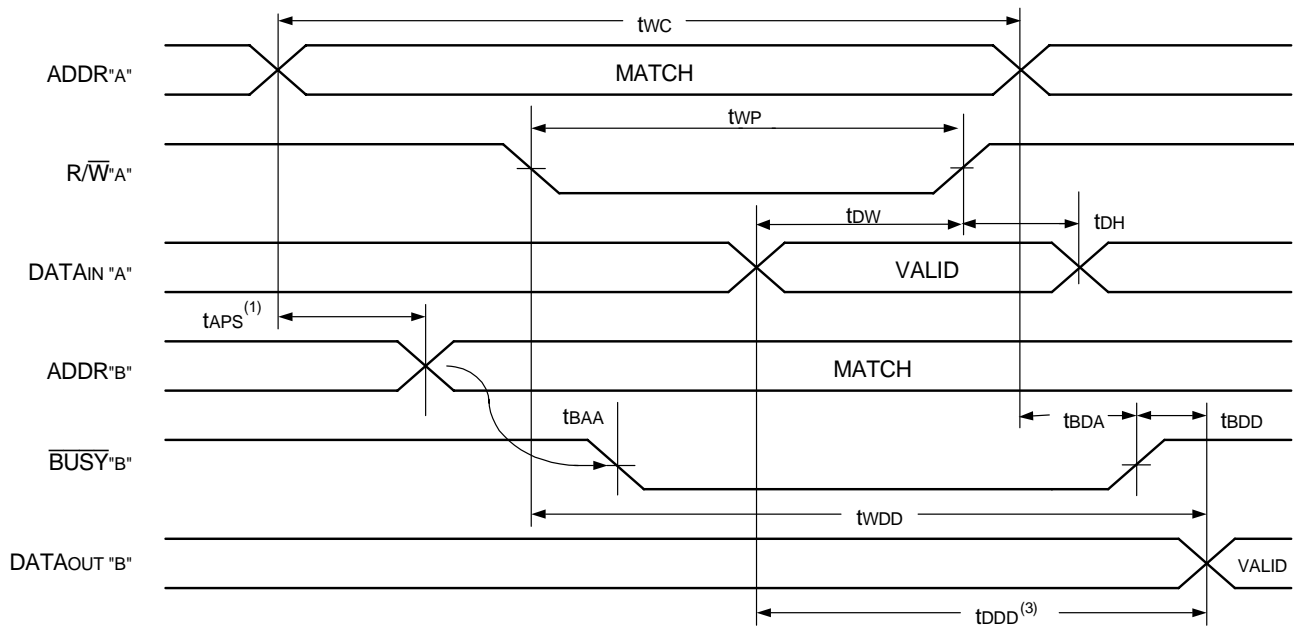 tWC
ADDR"A"
MATCH
tWP
R/W̅"A"
tDW
tDH
DATAIN "A"
VALID
tAPS(1)
ADDR"B"
MATCH
tBAA
tBDA
tBDD
B̅U̅S̅Y̅"B"
tWDD
DATAOUT "B"
VALID
tDDD(3)